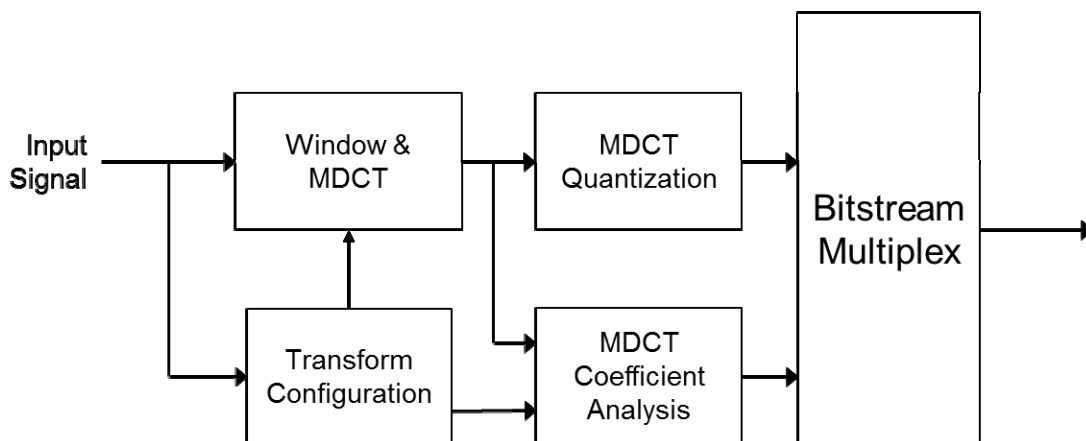 Input
Signal
Window &
MDCT
MDCT
Quantization
Bitstream
Multiplex
Transform
Configuration
MDCT
Coefficient
Analysis